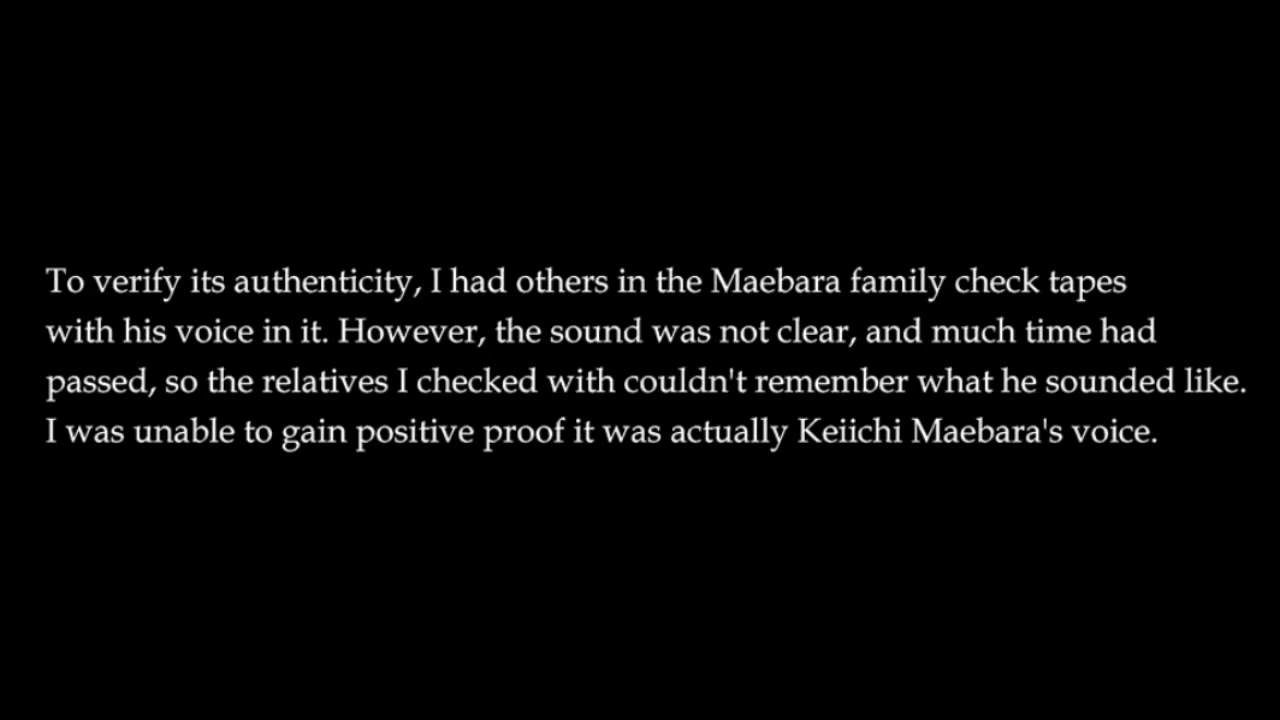 To verify its authenticity, I had others in the Maebara family check tapes
with his voice in it. However, the sound was not clear, and much time had
passed, so the relatives I checked with couldn't remember what he sounded like.
I was unable to gain positive proof it was actually Keiichi Maebara's voice.